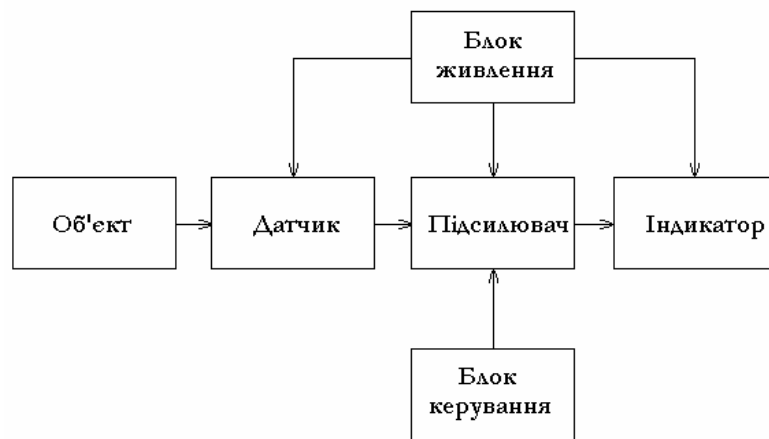 Блок
живлення
Об'єкт
Датчик
Підсилювач
Індикатор
Блок
керування